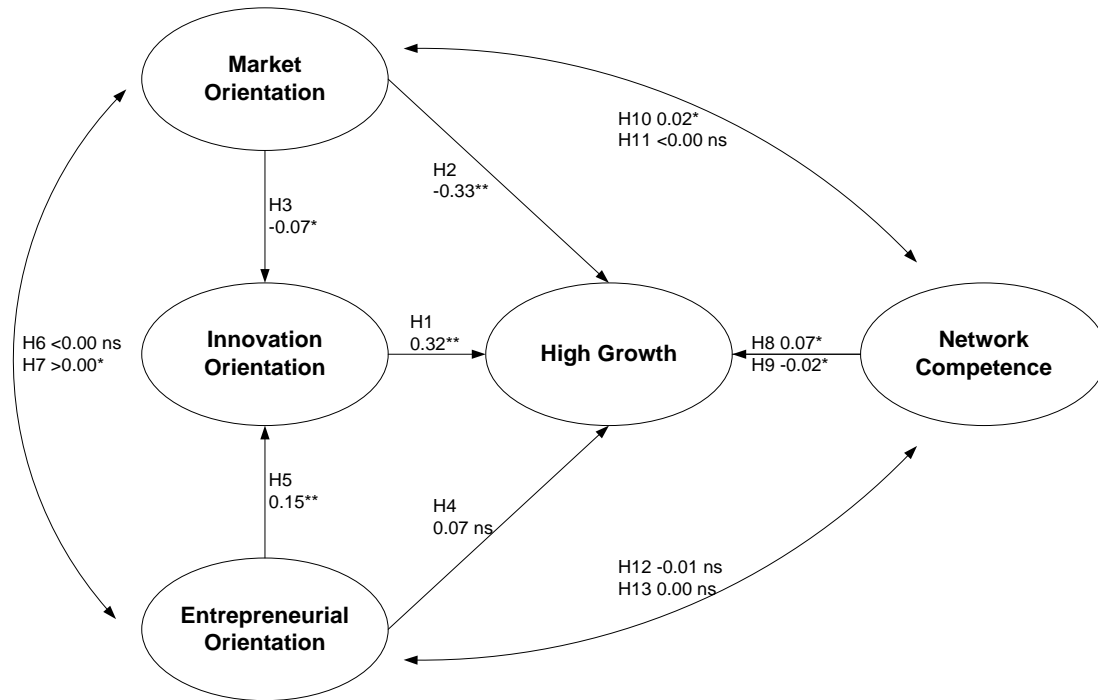 Market
Orientation
H10 0.02*
H11 <0.00 ns
H2
-0.33**
H3
-0.07*
H6 <0.00 ns
H7 >0.00*
Innovation
Orientation
H1
0.32**
High Growth
H8 0.07*
H9 -0.02*
Network
Competence
H5
0.15**
H4
0.07 ns
H12 -0.01 ns
H13 0.00 ns
Entrepreneurial
Orientation